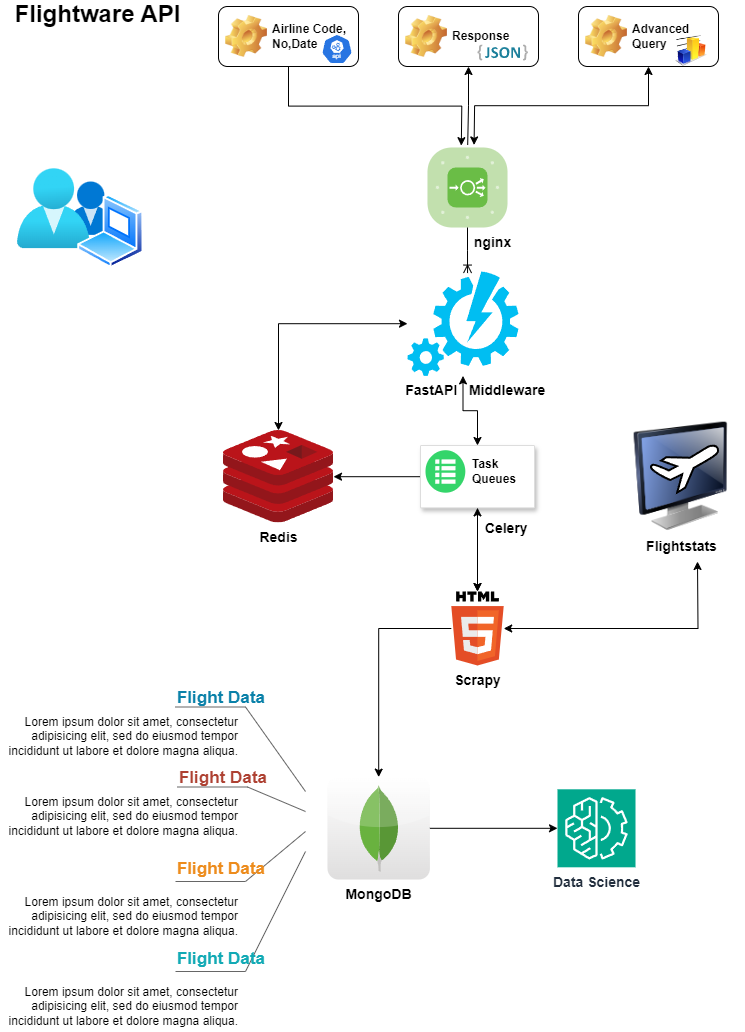 Flightware API
Airline Code,
No,Date
api
Response
{JSON}
Advanced
Query
nginx
FastAPI Middleware
Redis
Task
Queues
Celery
Flightstats
HTML
5
Scrapy
Flight Data
Lorem ipsum dolor sit amet, consectetur
adipisicing elit, sed do eiusmod tempor
incididunt ut labore et dolore magna aliqua.
Flight Data
Lorem ipsum dolor sit amet, consectetur
adipisicing elit, sed do eiusmod tempor
incididunt ut labore et dolore magna aliqua.
Flight Data
Lorem ipsum dolor sit amet, consectetur
adipisicing elit, sed do eiusmod tempor
incididunt ut labore et dolore magna aliqua.
Flight Data
Lorem ipsum dolor sit amet, consectetur
adipisicing elit, sed do eiusmod tempor
incididunt ut labore et dolore magna aliqua.
MongoDB
Data Science